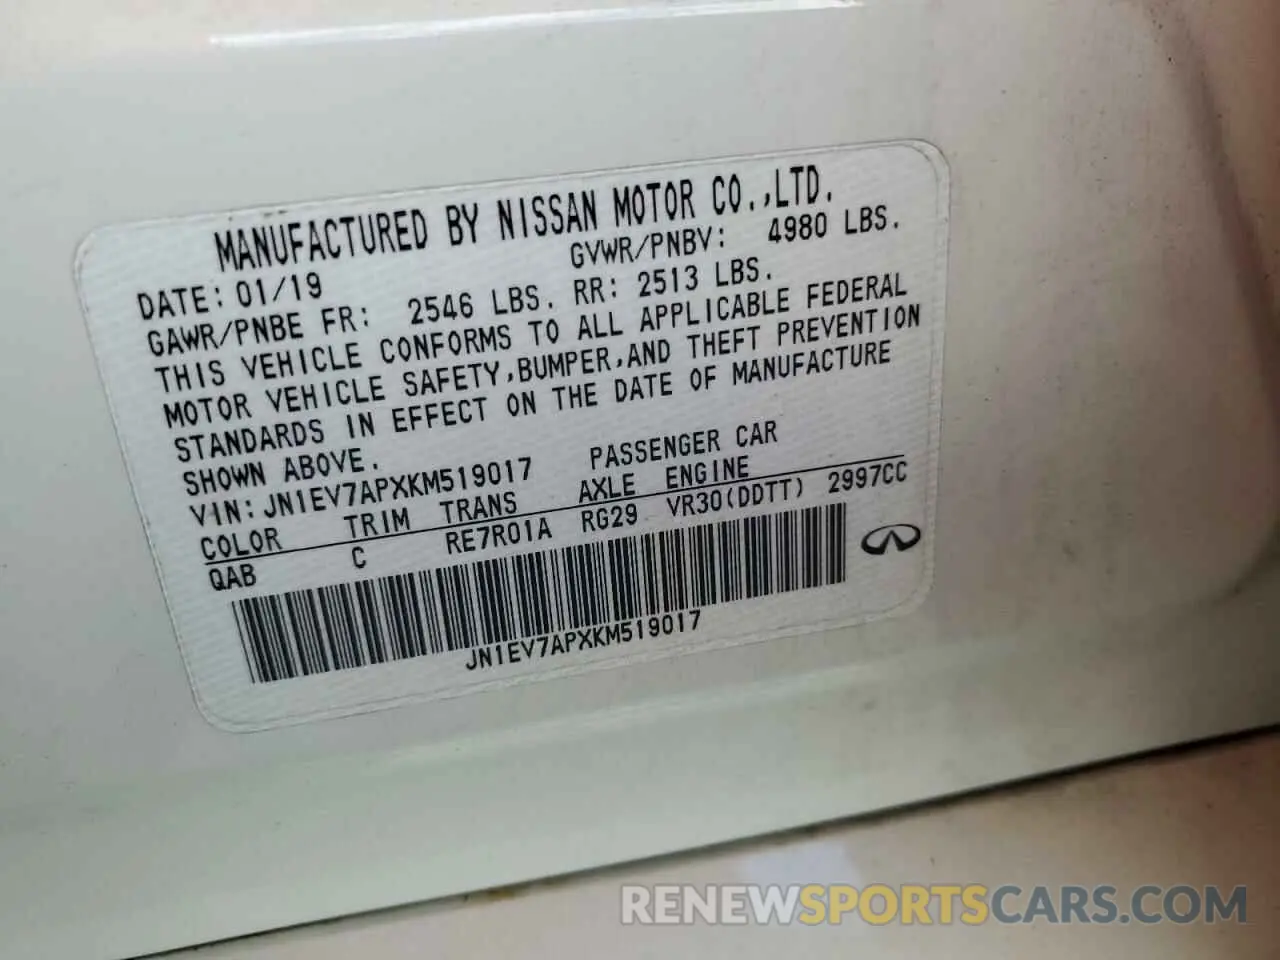 MANUFACTURED BY NISSAN MOTOR CO.,LTD.
DATE: 01/19 GVWR/PNBV: 4980 LBS.
GAWR/PNBE FR: 2546 LBS. RR: 2513 LBS.
THIS VEHICLE CONFORMS TO ALL APPLICABLE FEDERAL
MOTOR VEHICLE SAFETY,BUMPER,AND THEFT PREVENTION
STANDARDS IN EFFECT ON THE DATE OF MANUFACTURE
SHOWN ABOVE.
VIN: JN1EV7APXKM519017 PASSENGER CAR
COLOR TRIM TRANS AXLE ENGINE
QAB C RE7R01A RG29 VR30(DDTT) 2997CC
JN1EV7APXKM519017
RENEWSPORTSCARS.COM